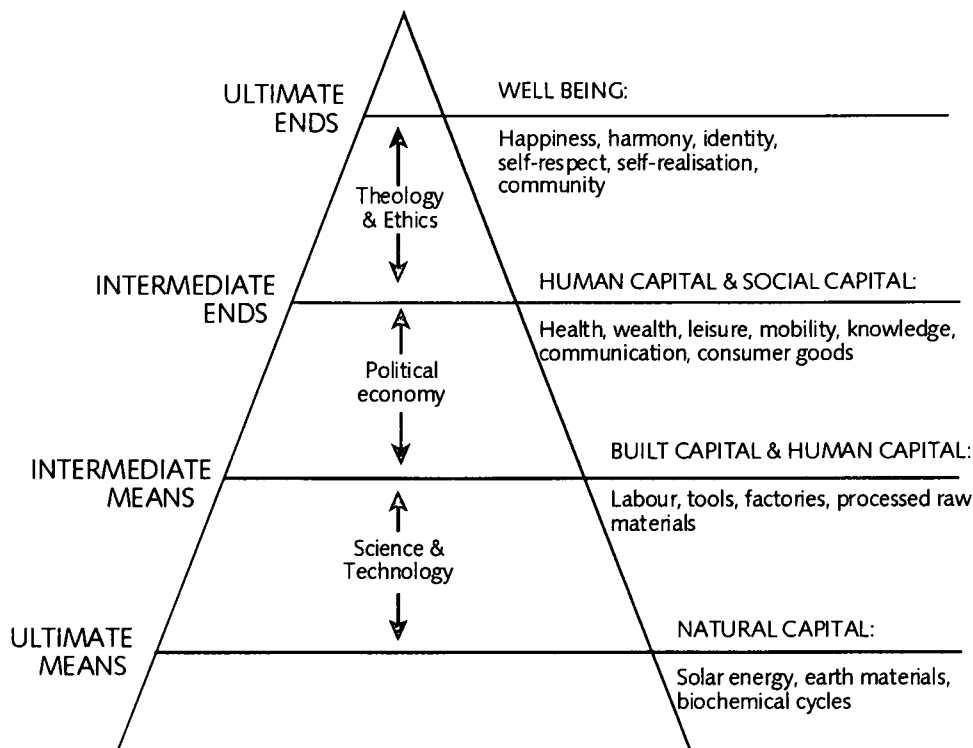 ULTIMATE
ENDS
WELL BEING:
Happiness, harmony, identity,
self-respect, self-realisation,
community
Theology
& Ethics
INTERMEDIATE
ENDS
HUMAN CAPITAL & SOCIAL CAPITAL:
Health, wealth, leisure, mobility, knowledge,
communication, consumer goods
Political
economy
INTERMEDIATE
MEANS
BUILT CAPITAL & HUMAN CAPITAL:
Labour, tools, factories, processed raw
materials
Science &
Technology
ULTIMATE
MEANS
NATURAL CAPITAL:
Solar energy, earth materials,
biochemical cycles